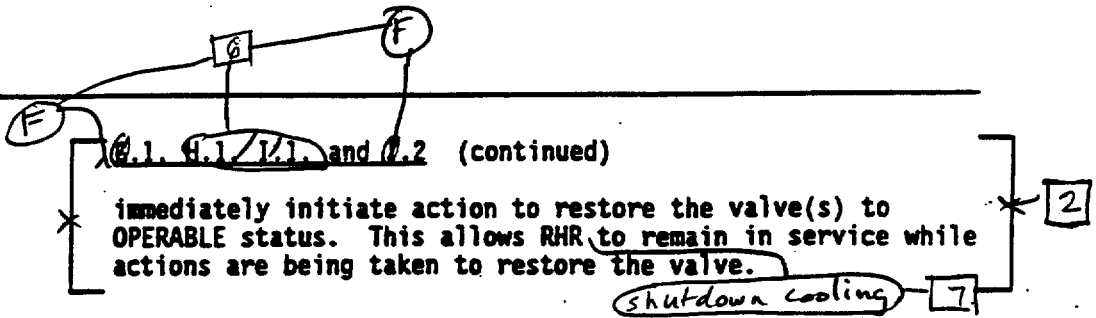 6 F
F
G.1, H.1, I.1, and I.2 (continued)
immediately initiate action to restore the valve(s) to 2
OPERABLE status. This allows RHR to remain in service while
actions are being taken to restore the valve.
shutdown cooling 7